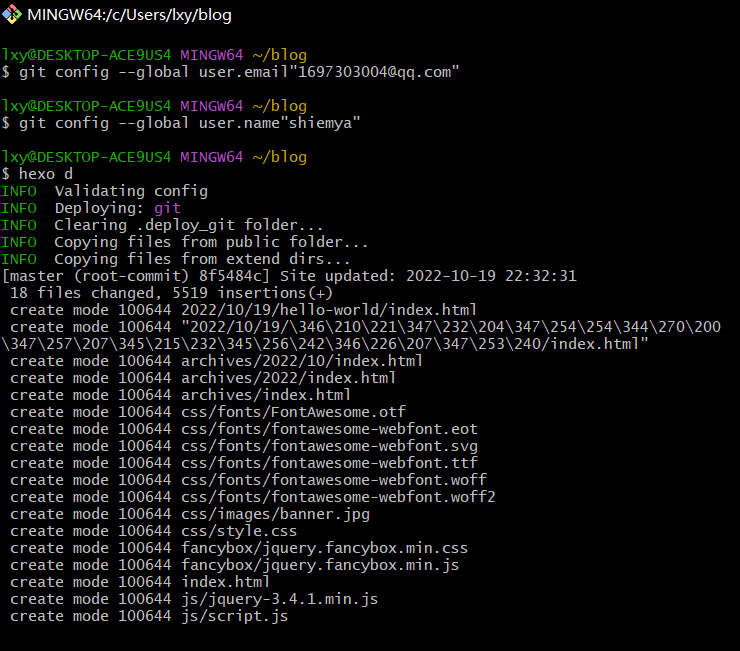 MINGW64:/c/Users/lxy/blog
lxy@DESKTOP-ACE9US4 MINGW64 ~/blog
$ git config --global user.email"1697303004@qq.com"
lxy@DESKTOP-ACE9US4 MINGW64 ~/blog
$ git config --global user.name"shiemya"
lxy@DESKTOP-ACE9US4 MINGW64 ~/blog
$ hexo d
INFO  Validating config
INFO  Deploying: git
INFO  Clearing .deploy_git folder...
INFO  Copying files from public folder...
INFO  Copying files from extend dirs...
[master (root-commit) 8f5484c] Site updated: 2022-10-19 22:32:31
 18 files changed, 5519 insertions(+)
 create mode 100644 2022/10/19/hello-world/index.html
 create mode 100644 "2022/10/19/\346\210\221\347\232\204\347\254\254\344\270\200
\347\257\207\345\215\232\345\256\242\346\226\207\347\253\240/index.html"
 create mode 100644 archives/2022/10/index.html
 create mode 100644 archives/2022/index.html
 create mode 100644 archives/index.html
 create mode 100644 css/fonts/FontAwesome.otf
 create mode 100644 css/fonts/fontawesome-webfont.eot
 create mode 100644 css/fonts/fontawesome-webfont.svg
 create mode 100644 css/fonts/fontawesome-webfont.ttf
 create mode 100644 css/fonts/fontawesome-webfont.woff
 create mode 100644 css/fonts/fontawesome-webfont.woff2
 create mode 100644 css/images/banner.jpg
 create mode 100644 css/style.css
 create mode 100644 fancybox/jquery.fancybox.min.css
 create mode 100644 fancybox/jquery.fancybox.min.js
 create mode 100644 index.html
 create mode 100644 js/jquery-3.4.1.min.js
 create mode 100644 js/script.js